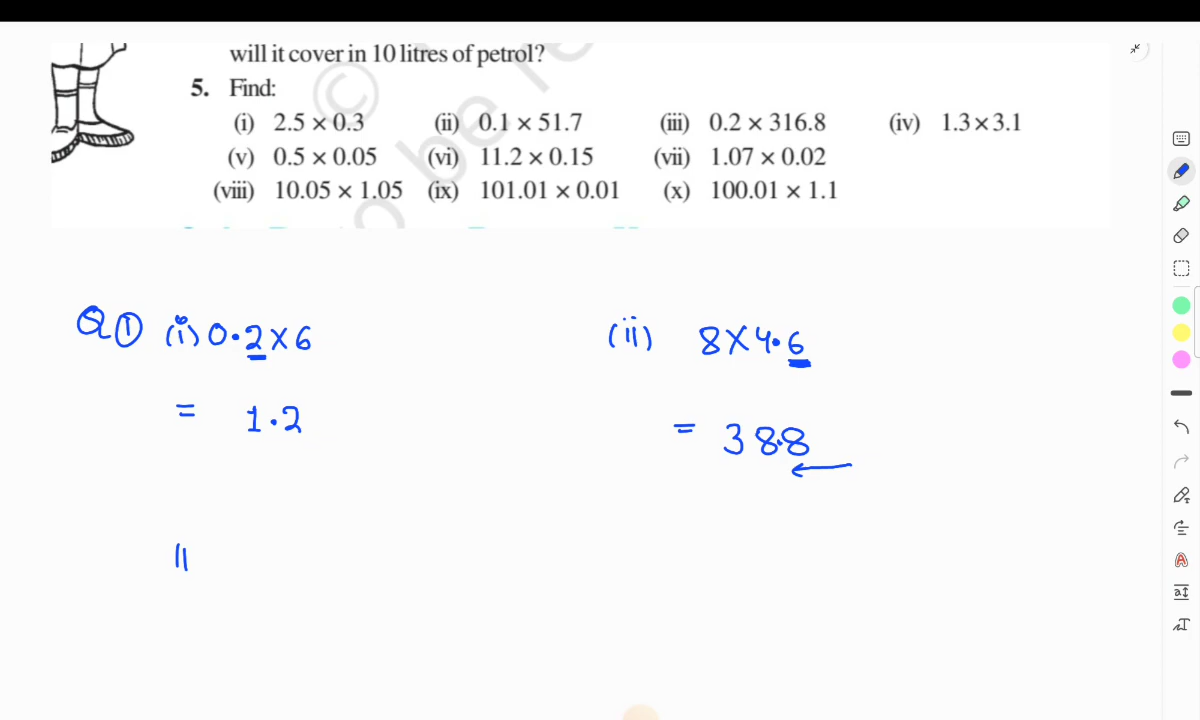 will it cover in 10 litres of petrol?
5. Find:
(i) 2.5 × 0.3 (ii) 0.1 × 51.7 (iii) 0.2 × 316.8 (iv) 1.3 × 3.1
(v) 0.5 × 0.05 (vi) 11.2 × 0.15 (vii) 1.07 × 0.02
(viii) 10.05 × 1.05 (ix) 101.01 × 0.01 (x) 100.01 × 1.1
Q① (i) 0.2 × 6 (ii) 8 × 4.6
= 1.2 = 38.8